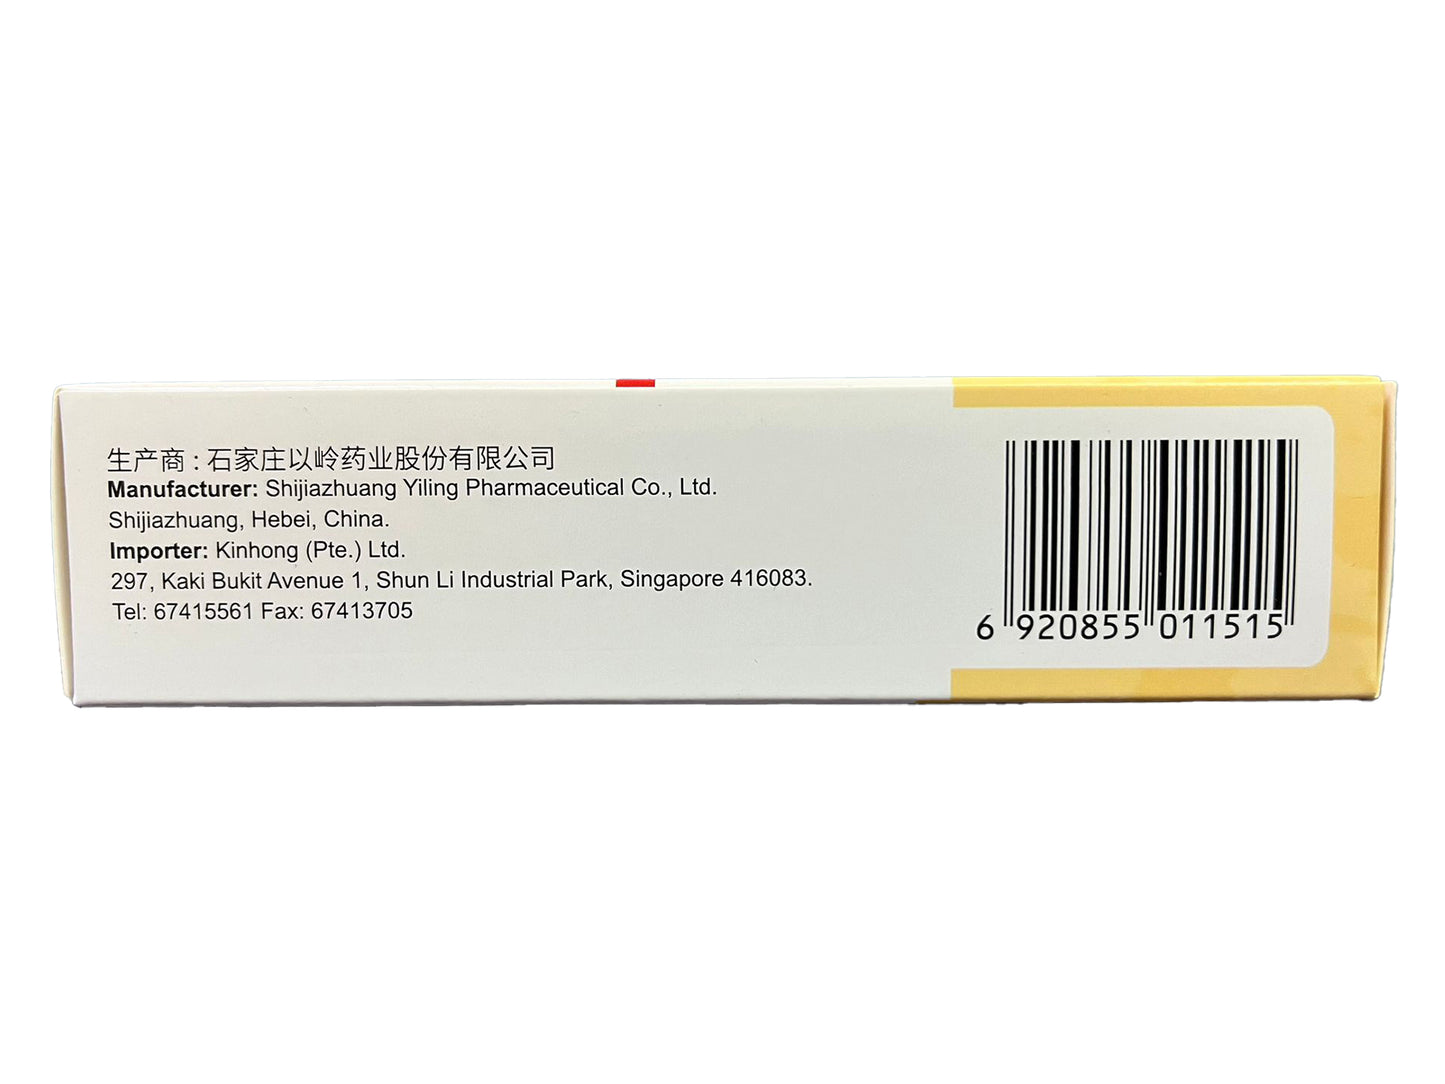 生产商 : 石家庄以岭药业股份有限公司
Manufacturer: Shijiazhuang Yiling Pharmaceutical Co., Ltd.
Shijiazhuang, Hebei, China.
Importer: Kinhong (Pte.) Ltd.
297, Kaki Bukit Avenue 1, Shun Li Industrial Park, Singapore 416083.
Tel: 67415561 Fax: 67413705
6 920855 011515